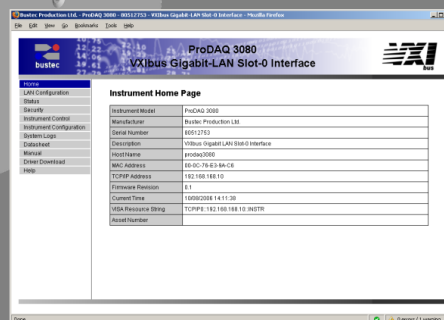 Bustec Production Ltd. - ProDAQ 3080 - 80512753 - VXIbus Gigabit-LAN Slot-0 Interface - Mozilla Firefox
File Edit View Go Bookmarks Tools Help
bustec
ProDAQ 3080
VXIbus Gigabit-LAN Slot-0 Interface
VXI
bus
Home
LAN Configuration
Status
Security
Instrument Control
Instrument Configuration
System Logs
Datasheet
Manual
Driver Download
Help
Instrument Home Page
Instrument Model ProDAQ 3080
Manufacturer Bustec Production Ltd.
Serial Number 80512753
Description VXIbus Gigabit LAN Slot-0 Interface
Host Name prodaq3080
MAC Address 00-0C-76-E3-9A-C6
TCP/IP Address 192.168.168.10
Firmware Revision 0.1
Current Time 10/08/2006 14:11:38
VISA Resource String TCPIP0::192.168.168.10::INSTR
Asset Number
Done